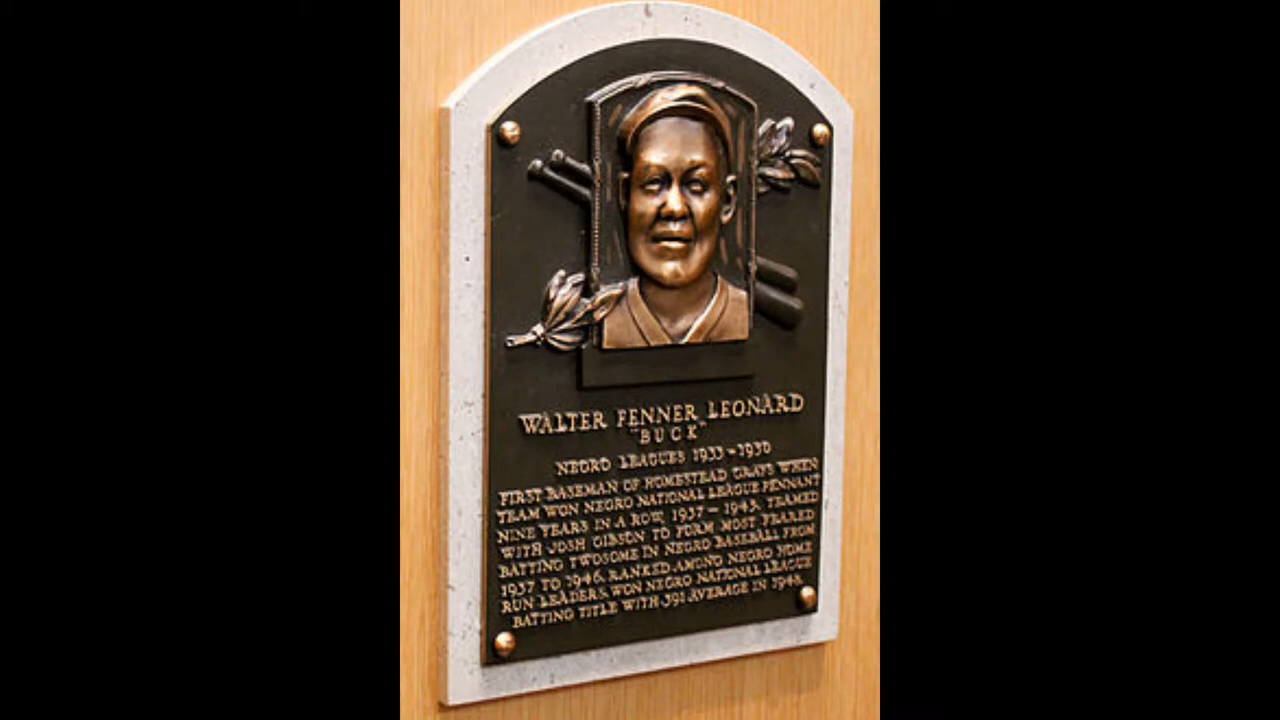 WALTER FENNER LEONARD
"BUCK"
NEGRO LEAGUES 1933-1950
FIRST BASEMAN OF HOMESTEAD GRAYS WHEN
TEAM WON NEGRO NATIONAL LEAGUE PENNANT
NINE YEARS IN A ROW, 1937-1945. TEAMED
WITH JOSH GIBSON TO FORM MOST FEARED
BATTING TWOSOME IN NEGRO BASEBALL FROM
1937 TO 1946. RANKED AMONG NEGRO HOME
RUN LEADERS. WON NEGRO NATIONAL LEAGUE
BATTING TITLE WITH .391 AVERAGE IN 1948.